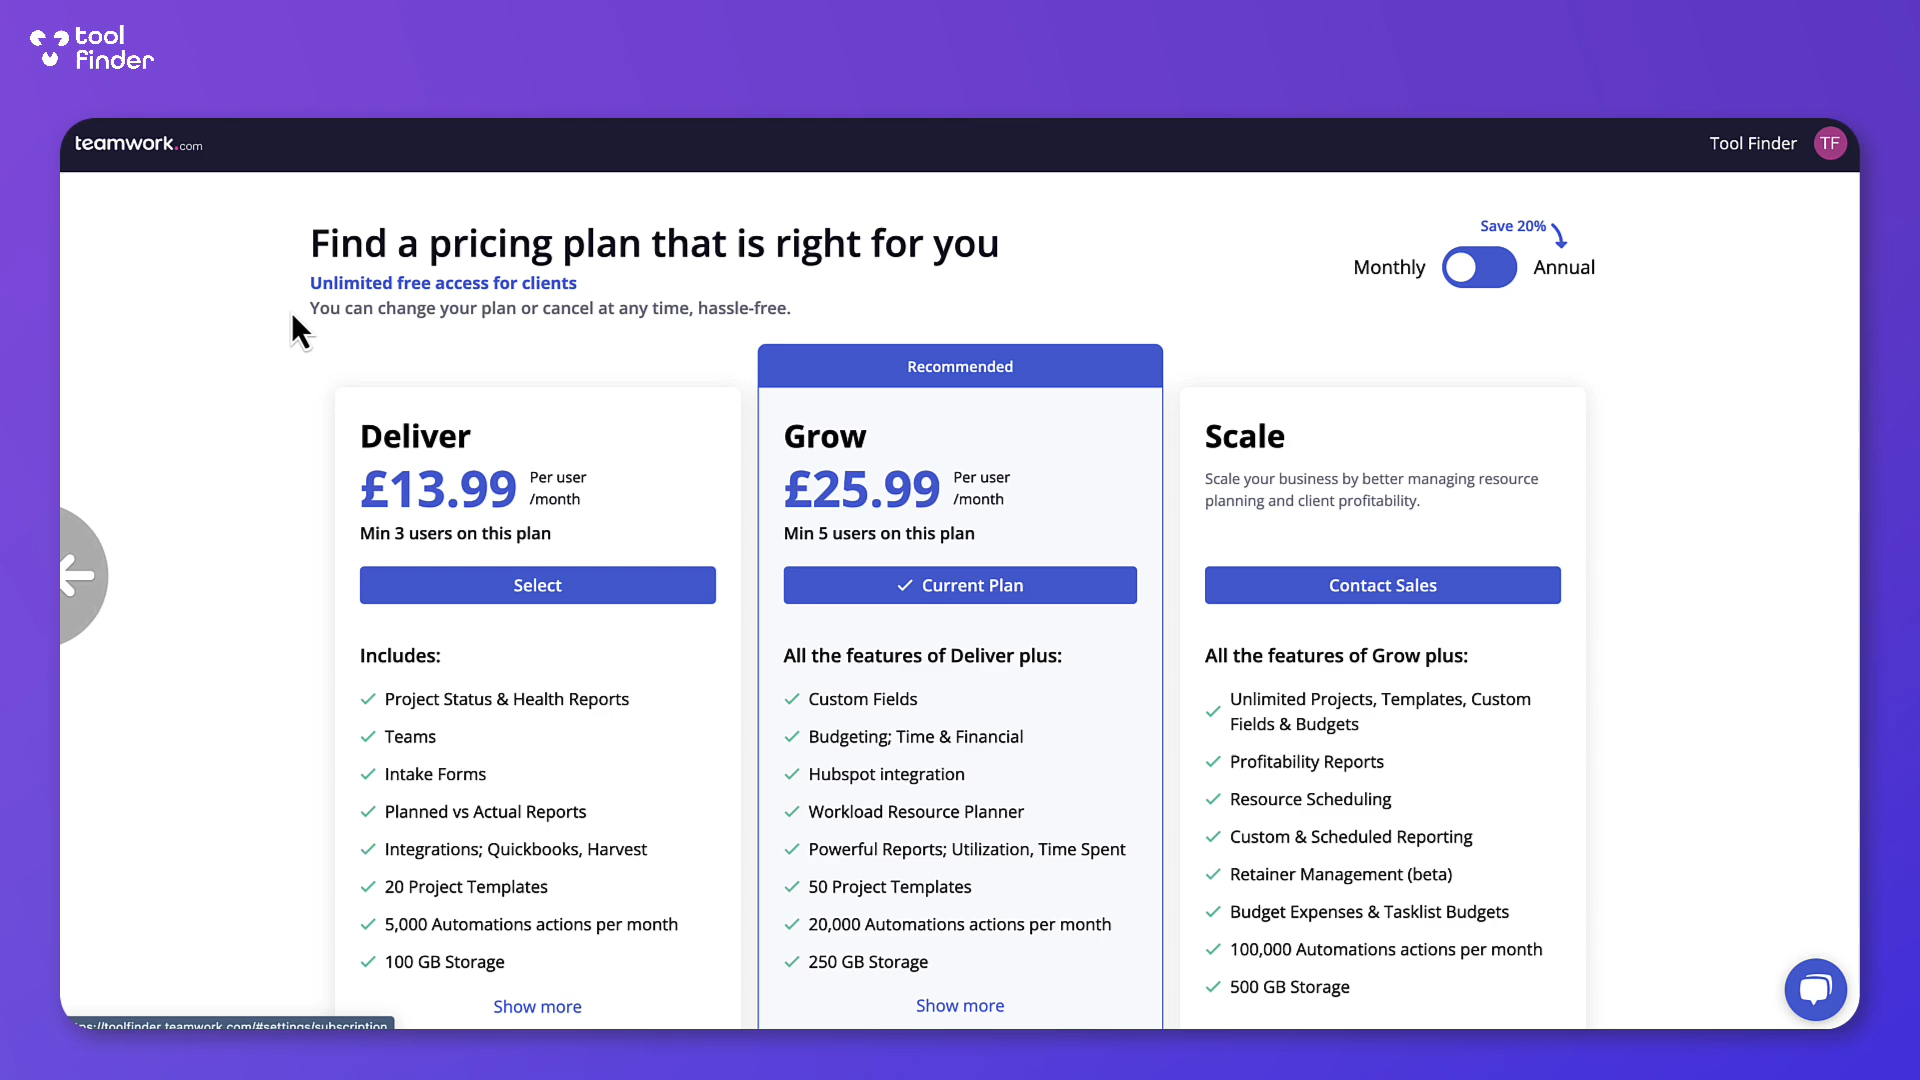 tool
finder
teamwork.com
Tool Finder
TF
Find a pricing plan that is right for you
Unlimited free access for clients
You can change your plan or cancel at any time, hassle-free.
Save 20%
Monthly
Annual
Recommended
Deliver
£13.99
Per user
/month
Min 3 users on this plan
Select
Includes:
Project Status & Health Reports
Teams
Intake Forms
Planned vs Actual Reports
Integrations; Quickbooks, Harvest
20 Project Templates
5,000 Automations actions per month
100 GB Storage
Show more
Grow
£25.99
Per user
/month
Min 5 users on this plan
Current Plan
All the features of Deliver plus:
Custom Fields
Budgeting; Time & Financial
Hubspot integration
Workload Resource Planner
Powerful Reports; Utilization, Time Spent
50 Project Templates
20,000 Automations actions per month
250 GB Storage
Show more
Scale
Scale your business by better managing resource
planning and client profitability.
Contact Sales
All the features of Grow plus:
Unlimited Projects, Templates, Custom
Fields & Budgets
Profitability Reports
Resource Scheduling
Custom & Scheduled Reporting
Retainer Management (beta)
Budget Expenses & Tasklist Budgets
100,000 Automations actions per month
500 GB Storage
ps://toolfinder.teamwork.com/#settings/subscription